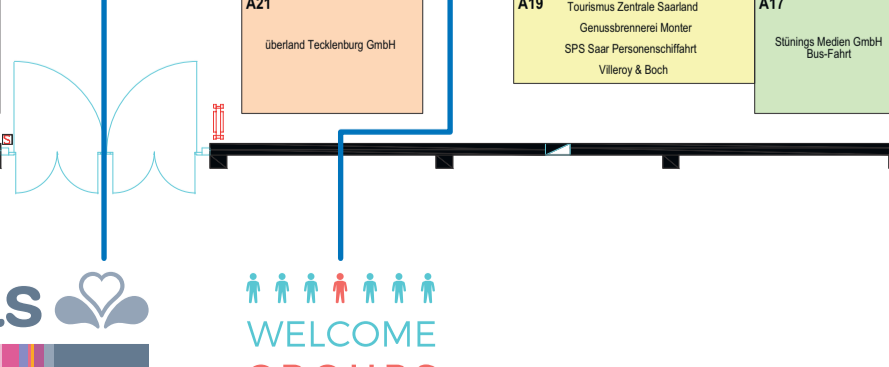 A21
überland Tecklenburg GmbH
A19
Tourismus Zentrale Saarland
Genussbrennerei Monter
SPS Saar Personenschiffahrt
Villeroy & Boch
A17
Stünings Medien GmbH
Bus-Fahrt
S
WELCOME